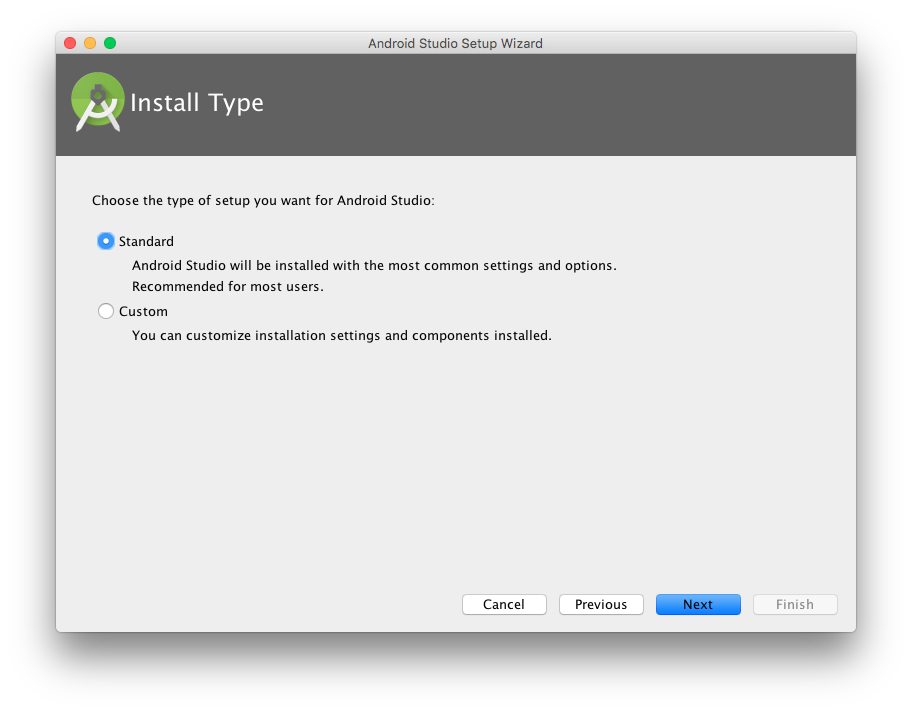 Android Studio Setup Wizard
Install Type
Choose the type of setup you want for Android Studio:
Standard
Android Studio will be installed with the most common settings and options.
Recommended for most users.
Custom
You can customize installation settings and components installed.
Cancel Previous Next Finish